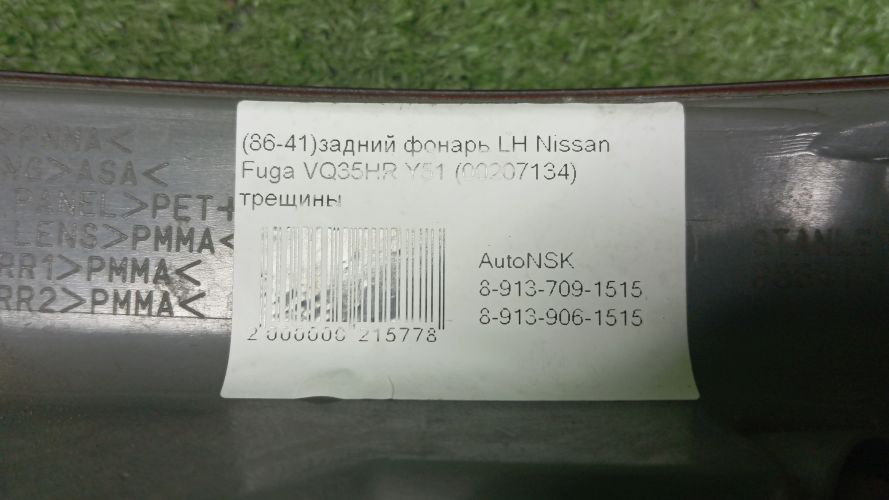 (86-41)задний фонарь LH Nissan
Fuga VQ35HR Y51 (00207134)
трещины
AutoNSK
8-913-709-1515
8-913-906-1515
2 000000 215778
>PMMA<
>ASA<
PANEL>PET+
LENS>PMMA<
RR1>PMMA<
RR2>PMMA<